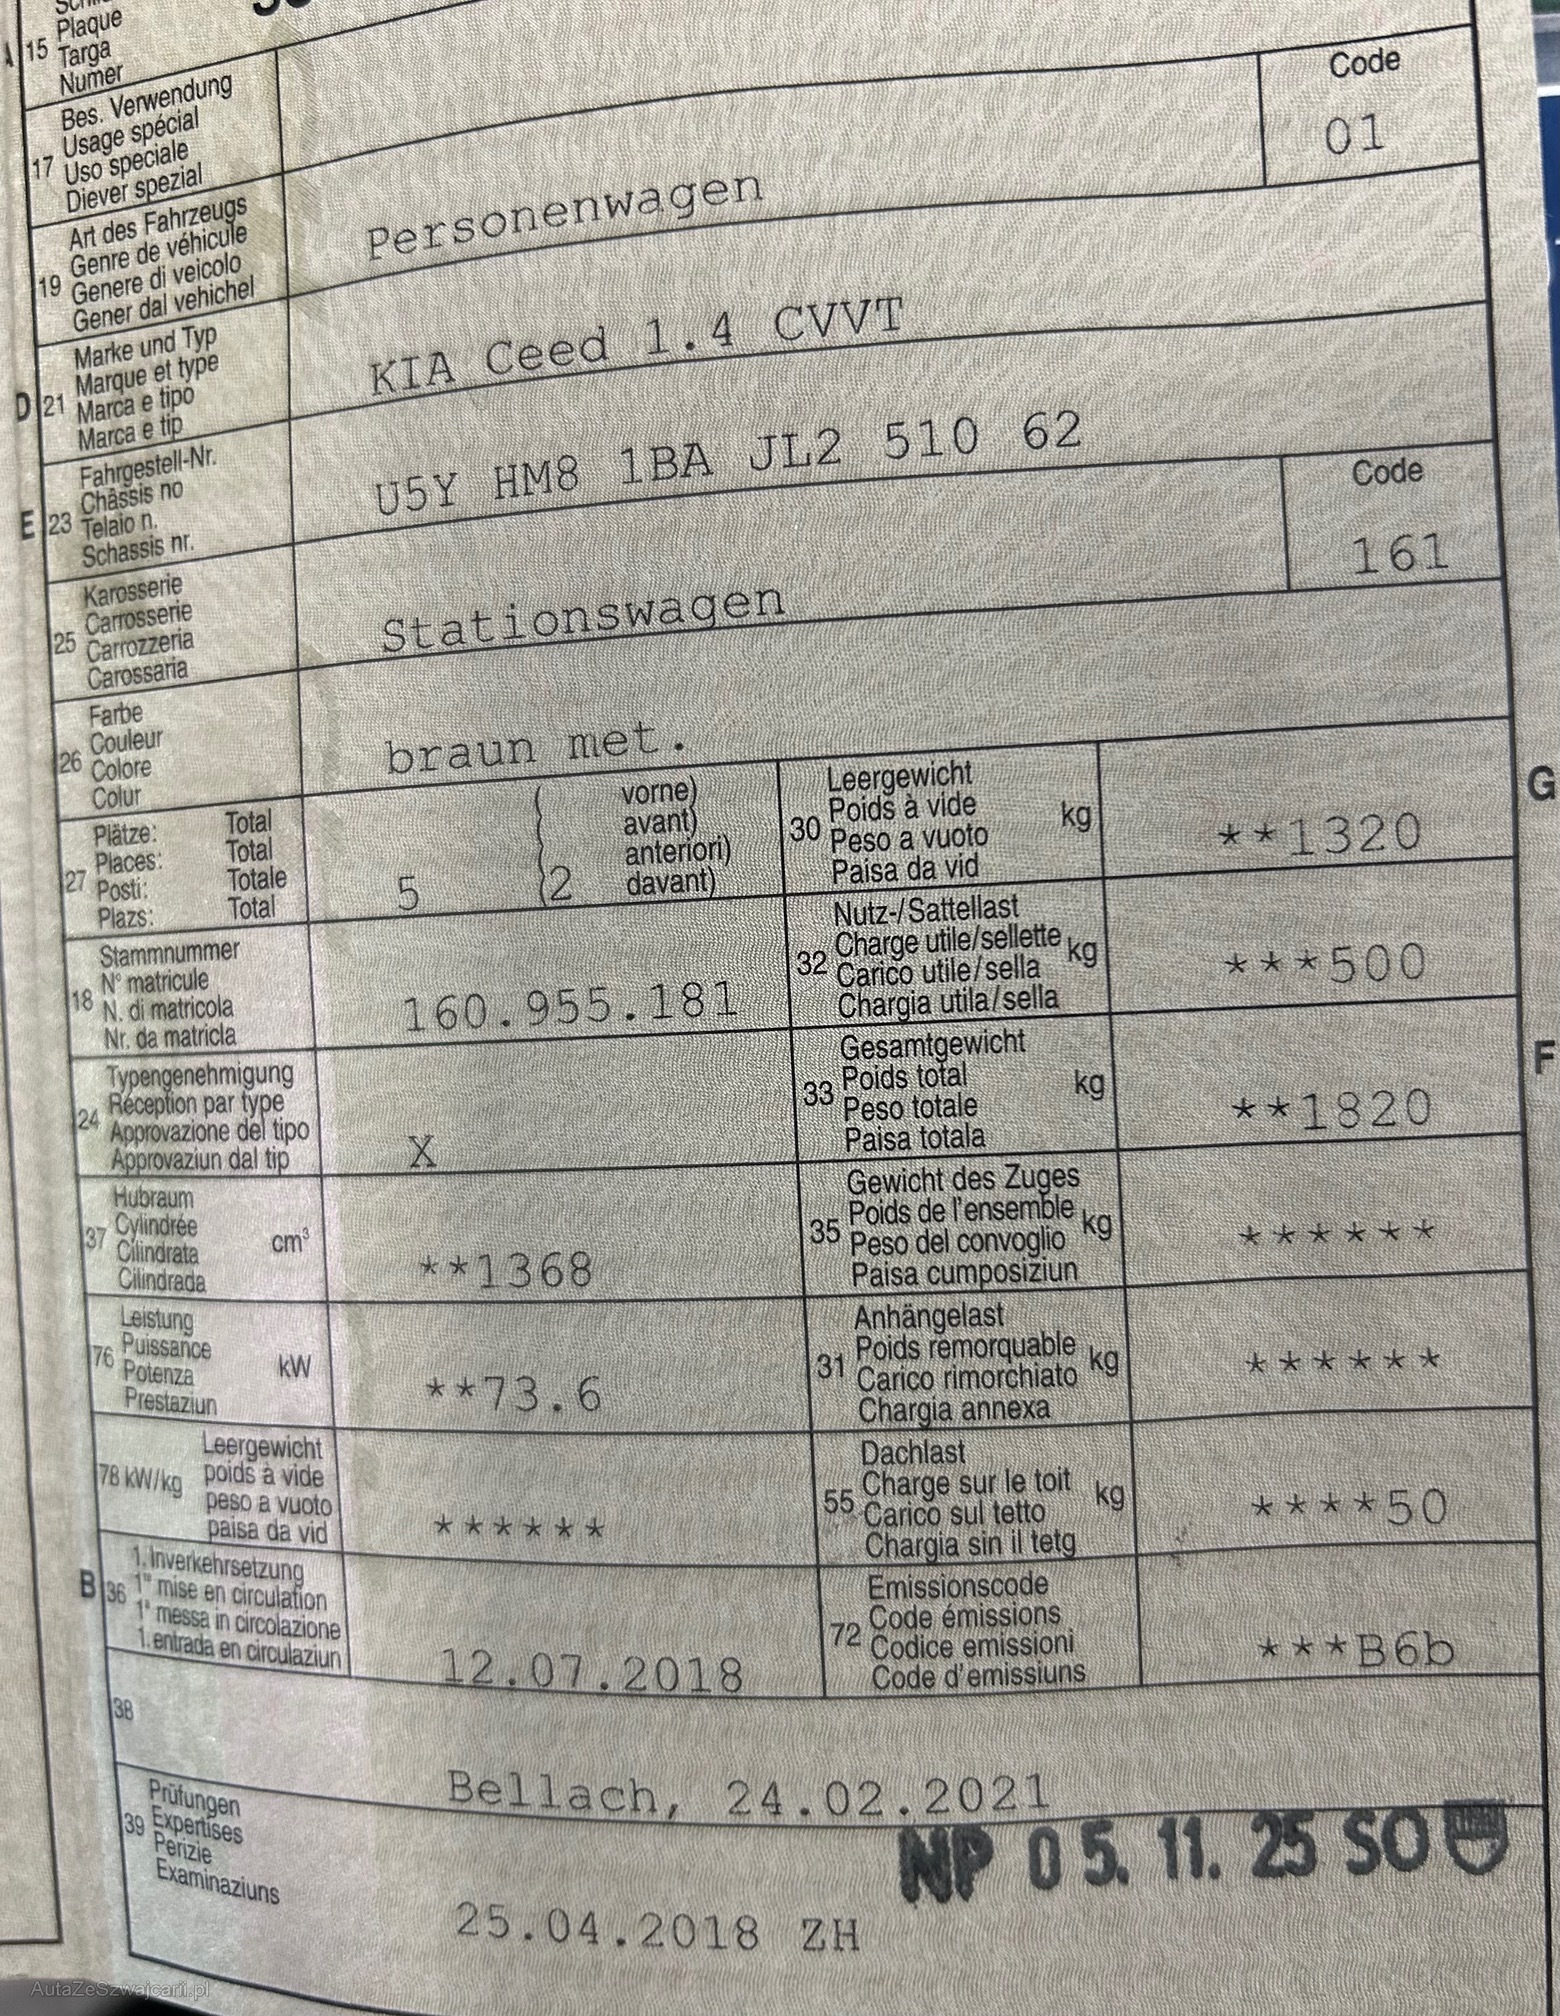 A 15 Plaque
Targa
Numer
17 Bes. Verwendung
Usage spécial
Uso speciale
Diever spezial
Code
01
19 Art des Fahrzeugs
Genre de véhicule
Genere di veicolo
Gener dal vehichel
Personenwagen
D 21 Marke und Typ
Marque et type
Marca e tipo
Marca e tip
KIA Ceed 1.4 CVVT
E 23 Fahrgestell-Nr.
Châssis no
Telaio n.
Schassis nr.
U5Y HM8 1BA JL2 510 62
Code
161
25 Karosserie
Carrosserie
Carrozzeria
Carossaria
Stationswagen
26 Farbe
Couleur
Colore
Colur
braun met.
27 Plätze: Total
Places: Total
Posti: Totale
Plazs: Total
5
2
vorne)
avant)
anteriori)
davant)
30 Leergewicht
Poids à vide
Peso a vuoto
Paisa da vid
kg
**1320
G
18 Stammnummer
N° matricule
N. di matricola
Nr. da matricla
160.955.181
32 Nutz-/Sattellast
Charge utile/sellette
Carico utile/sella
Chargia utila/sella
kg
***500
24 Typengenehmigung
Réception par type
Approvazione del tipo
Approvaziun dal tip
X
33 Gesamtgewicht
Poids total
Peso totale
Paisa totala
kg
**1820
F
37 Hubraum
Cylindrée
Cilindrata
Cilindrada
cm³
**1368
35 Gewicht des Zuges
Poids de l'ensemble
Peso del convoglio
Paisa cumposiziun
kg
******
76 Leistung
Puissance
Potenza
Prestaziun
kW
**73.6
31 Anhängelast
Poids remorquable
Carico rimorchiato
Chargia annexa
kg
******
78 kW/kg
Leergewicht
poids à vide
peso a vuoto
paisa da vid
******
55 Dachlast
Charge sur le toit
Carico sul tetto
Chargia sin il tetg
kg
****50
B 36 1. Inverkehrsetzung
1re mise en circulation
1a messa in circolazione
1. entrada en circulaziun
12.07.2018
72 Emissionscode
Code émissions
Codice emissioni
Code d'emissiuns
***B6b
38
Bellach, 24.02.2021
39 Prüfungen
Expertises
Perizie
Examinaziuns
NP 05. 11. 25 SO
25.04.2018 ZH
AutaZeSzwajcarii.pl